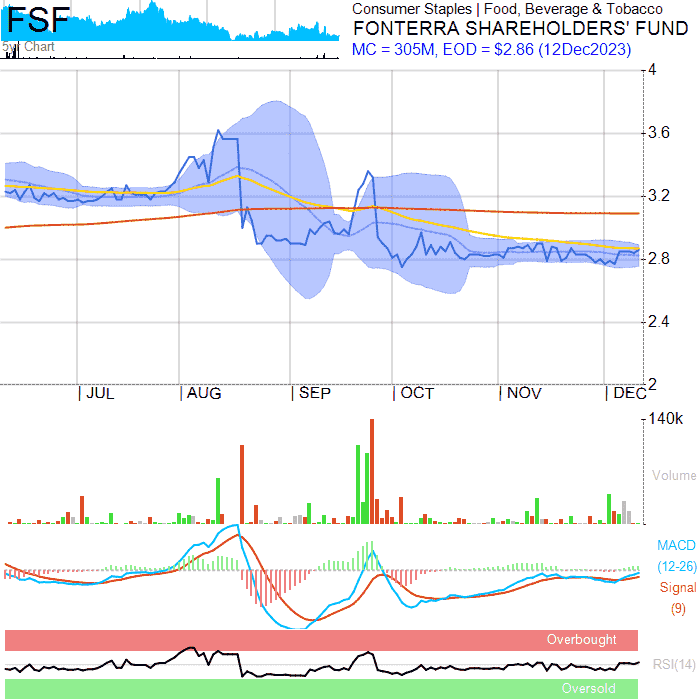 FSF
5yr Chart
Consumer Staples | Food, Beverage & Tobacco
FONTERRA SHAREHOLDERS' FUND
MC = 305M, EOD = $2.86 (12Dec2023)
4
3.6
3.2
2.8
2.4
2
| JUL | AUG | SEP | OCT | NOV | DEC
140k
Volume
MACD
(12-26)
Signal
(9)
Overbought
RSI(14)
Oversold